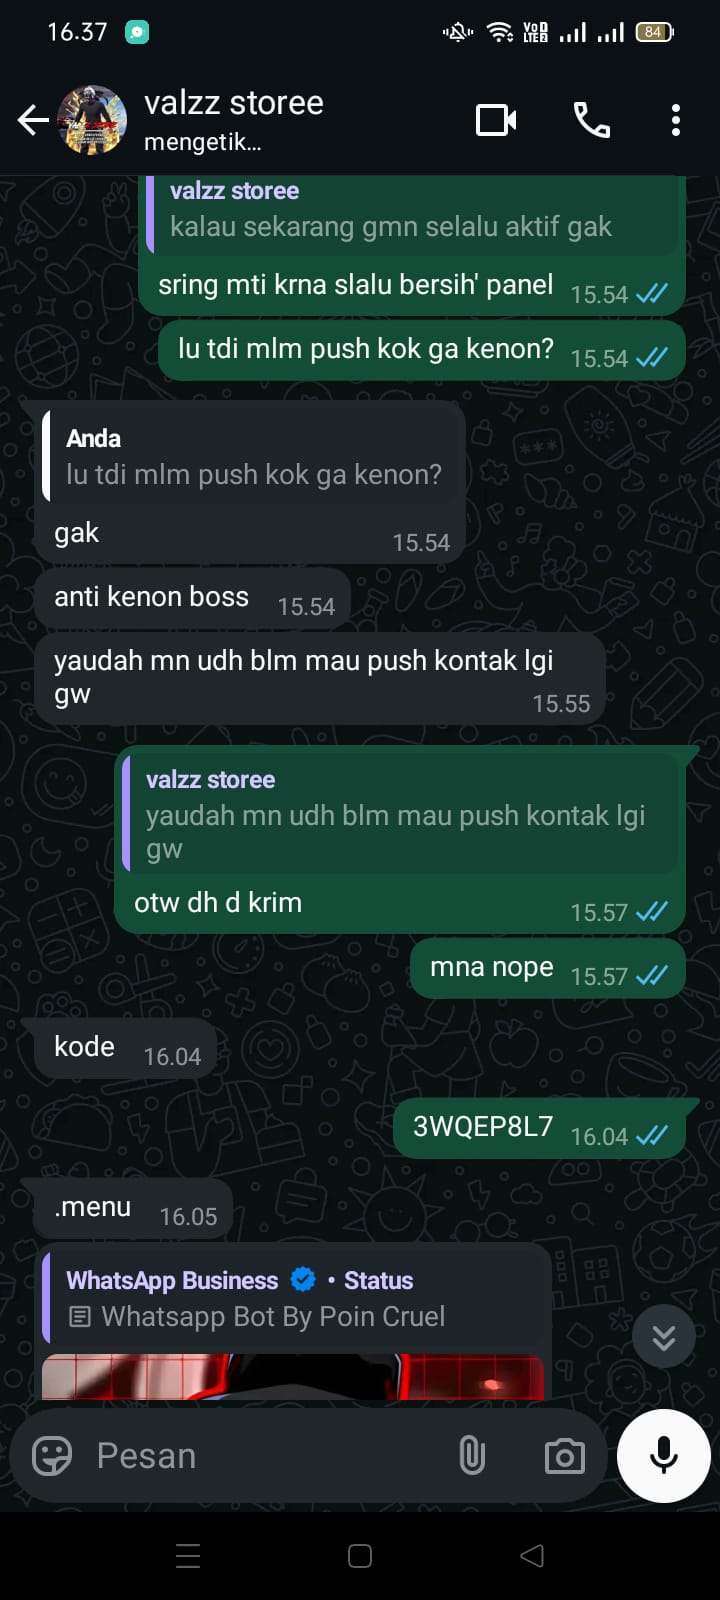 16.37
VoD
LTE2
84
valzz storee
mengetik...
valzz storee
kalau sekarang gmn selalu aktif gak
sring mti krna slalu bersih' panel 15.54
lu tdi mlm push kok ga kenon? 15.54
Anda
lu tdi mlm push kok ga kenon?
gak 15.54
anti kenon boss 15.54
yaudah mn udh blm mau push kontak lgi
gw 15.55
valzz storee
yaudah mn udh blm mau push kontak lgi
gw
otw dh d krim 15.57
mna nope 15.57
kode 16.04
3WQEP8L7 16.04
.menu 16.05
WhatsApp Business • Status
Whatsapp Bot By Poin Cruel
Pesan